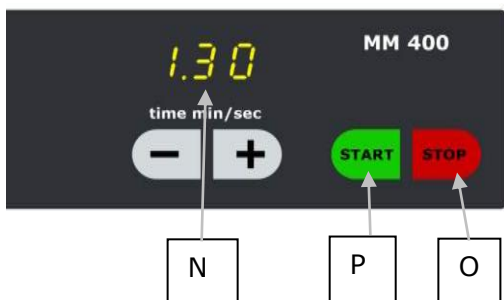 1.30
MM 400
time min/sec
− +
START STOP
N P O